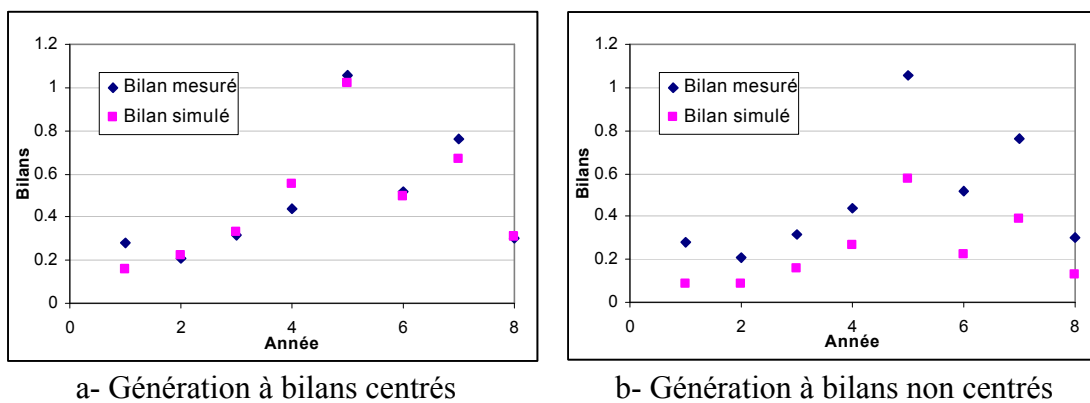 1.2
1
0.8
0.6
0.4
0.2
0
Bilans
Bilan mesuré
Bilan simulé
0 2 4 6 8
Année
a- Génération à bilans centrés
1.2
1
0.8
0.6
0.4
0.2
0
Bilans
Bilan mesuré
Bilan simulé
0 2 4 6 8
Année
b- Génération à bilans non centrés